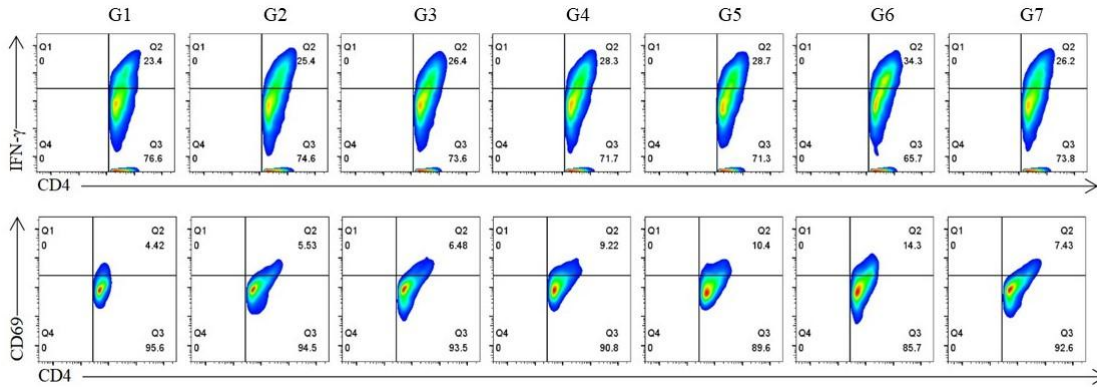 G1 G2 G3 G4 G5 G6 G7
IFN-γ
Q1 0 Q2 23.4 Q4 0 Q3 76.6
Q1 0 Q2 25.4 Q4 0 Q3 74.6
Q1 0 Q2 26.4 Q4 0 Q3 73.6
Q1 0 Q2 28.3 Q4 0 Q3 71.7
Q1 0 Q2 28.7 Q4 0 Q3 71.3
Q1 0 Q2 34.3 Q4 0 Q3 65.7
Q1 0 Q2 26.2 Q4 0 Q3 73.8
CD4
CD69
Q1 0 Q2 4.42 Q4 0 Q3 95.6
Q1 0 Q2 5.53 Q4 0 Q3 94.5
Q1 0 Q2 6.48 Q4 0 Q3 93.5
Q1 0 Q2 9.22 Q4 0 Q3 90.8
Q1 0 Q2 10.4 Q4 0 Q3 89.6
Q1 0 Q2 14.3 Q4 0 Q3 85.7
Q1 0 Q2 7.43 Q4 0 Q3 92.6
CD4